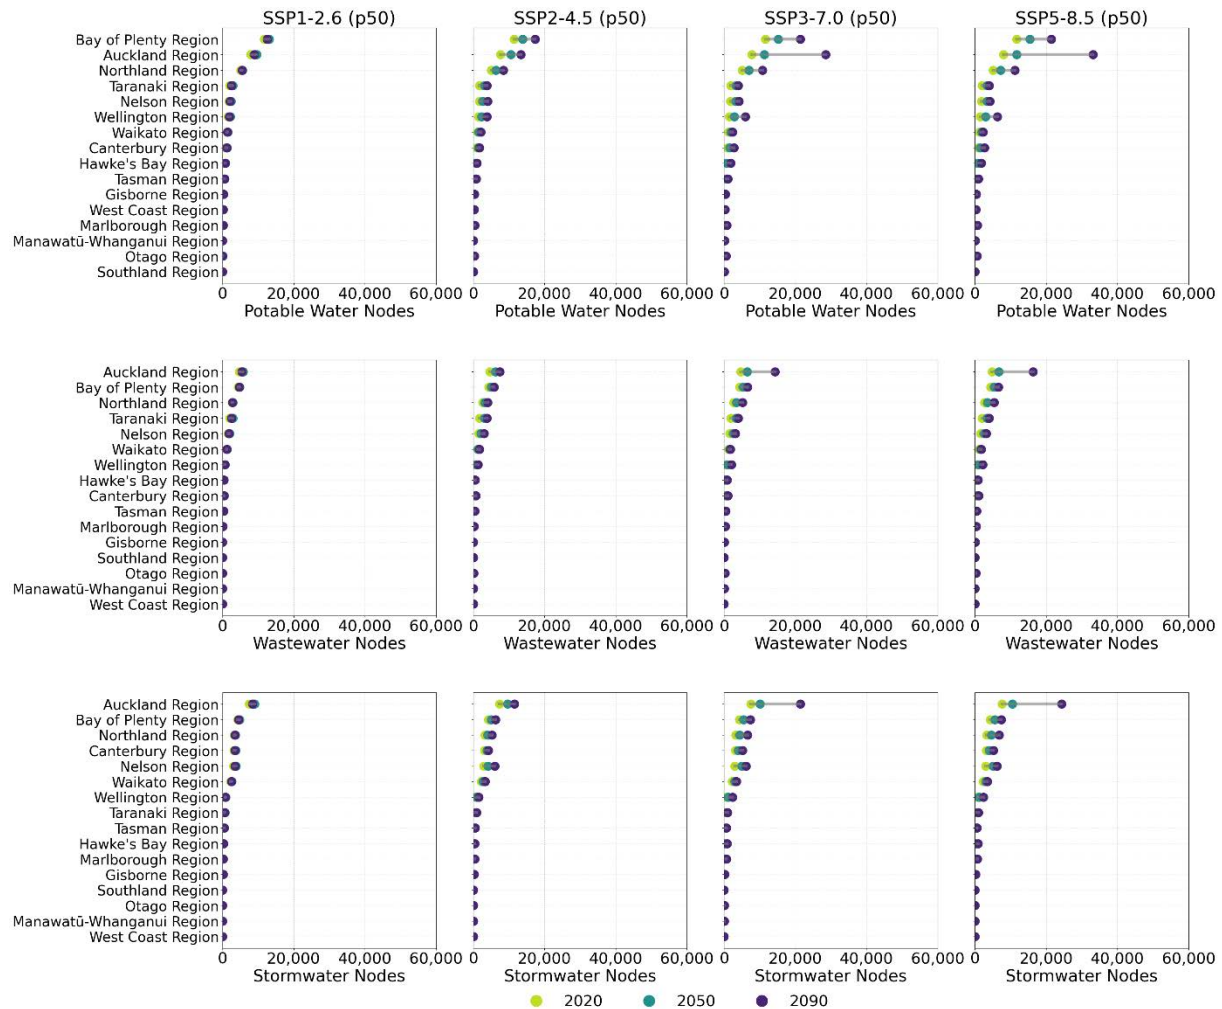 SSP1-2.6 (p50) SSP2-4.5 (p50) SSP3-7.0 (p50) SSP5-8.5 (p50)
Bay of Plenty Region
Auckland Region
Northland Region
Taranaki Region
Nelson Region
Wellington Region
Waikato Region
Canterbury Region
Hawke's Bay Region
Tasman Region
Gisborne Region
West Coast Region
Marlborough Region
Manawatū-Whanganui Region
Otago Region
Southland Region
0 20,000 40,000 60,000 0 20,000 40,000 60,000 0 20,000 40,000 60,000 0 20,000 40,000 60,000
Potable Water Nodes Potable Water Nodes Potable Water Nodes Potable Water Nodes
Auckland Region
Bay of Plenty Region
Northland Region
Taranaki Region
Nelson Region
Waikato Region
Wellington Region
Hawke's Bay Region
Canterbury Region
Tasman Region
Marlborough Region
Gisborne Region
Southland Region
Otago Region
Manawatū-Whanganui Region
West Coast Region
0 20,000 40,000 60,000 0 20,000 40,000 60,000 0 20,000 40,000 60,000 0 20,000 40,000 60,000
Wastewater Nodes Wastewater Nodes Wastewater Nodes Wastewater Nodes
Auckland Region
Bay of Plenty Region
Northland Region
Canterbury Region
Nelson Region
Waikato Region
Wellington Region
Taranaki Region
Tasman Region
Hawke's Bay Region
Marlborough Region
Gisborne Region
Southland Region
Otago Region
Manawatū-Whanganui Region
West Coast Region
0 20,000 40,000 60,000 0 20,000 40,000 60,000 0 20,000 40,000 60,000 0 20,000 40,000 60,000
Stormwater Nodes Stormwater Nodes Stormwater Nodes Stormwater Nodes
2020 2050 2090